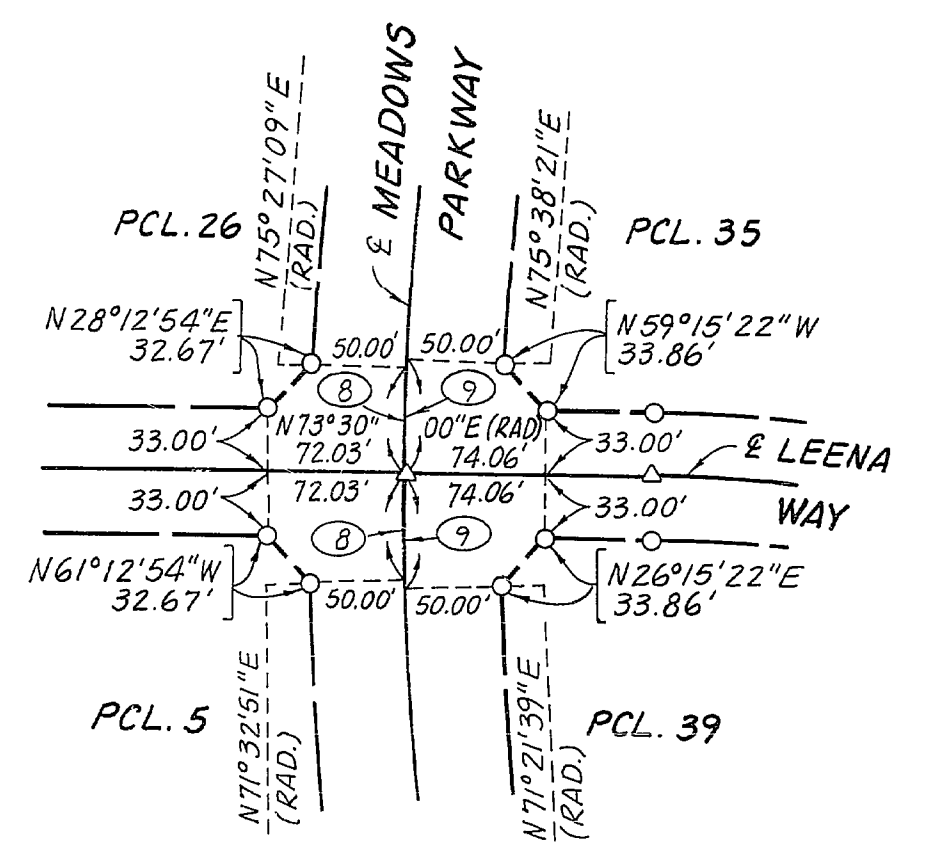 ℄ MEADOWS
PARKWAY
N75°27'09"E
(RAD.)
N75°38'21"E
(RAD.)
PCL. 26
PCL. 35
N28°12'54"E
32.67'
50.00'
50.00'
N59°15'22"W
33.86'
8
9
33.00'
N73°30"
00"E (RAD)
33.00'
72.03'
74.06'
℄ LEENA
WAY
72.03'
74.06'
33.00'
33.00'
8
9
N61°12'54"W
32.67'
50.00'
50.00'
N26°15'22"E
33.86'
PCL. 5
PCL. 39
N71°32'51"E
(RAD.)
N71°21'39"E
(RAD.)